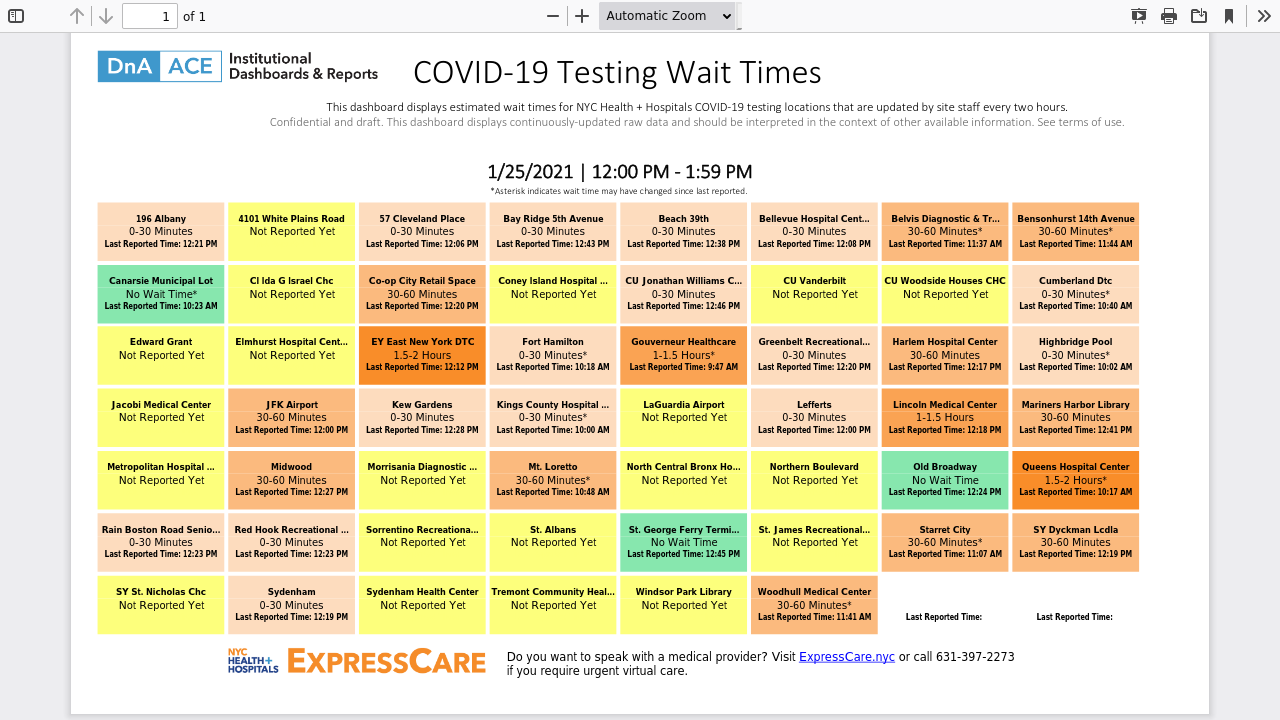 1
of 1
Automatic Zoom
DnA ACE Institutional
Dashboards & Reports
COVID-19 Testing Wait Times
This dashboard displays estimated wait times for NYC Health + Hospitals COVID-19 testing locations that are updated by site staff every two hours.
Confidential and draft. This dashboard displays continuously-updated raw data and should be interpreted in the context of other available information. See terms of use.
1/25/2021 | 12:00 PM - 1:59 PM
*Asterisk indicates wait time may have changed since last reported.
196 Albany
0-30 Minutes
Last Reported Time: 12:21 PM
4101 White Plains Road
Not Reported Yet
57 Cleveland Place
0-30 Minutes
Last Reported Time: 12:06 PM
Bay Ridge 5th Avenue
0-30 Minutes
Last Reported Time: 12:43 PM
Beach 39th
0-30 Minutes
Last Reported Time: 12:38 PM
Bellevue Hospital Cent...
0-30 Minutes
Last Reported Time: 12:08 PM
Belvis Diagnostic & Tr...
30-60 Minutes*
Last Reported Time: 11:37 AM
Bensonhurst 14th Avenue
30-60 Minutes*
Last Reported Time: 11:44 AM
Canarsie Municipal Lot
No Wait Time*
Last Reported Time: 10:23 AM
CI Ida G Israel Chc
Not Reported Yet
Co-op City Retail Space
30-60 Minutes
Last Reported Time: 12:20 PM
Coney Island Hospital ...
Not Reported Yet
CU Jonathan Williams C...
0-30 Minutes
Last Reported Time: 12:46 PM
CU Vanderbilt
Not Reported Yet
CU Woodside Houses CHC
Not Reported Yet
Cumberland Dtc
0-30 Minutes*
Last Reported Time: 10:40 AM
Edward Grant
Not Reported Yet
Elmhurst Hospital Cent...
Not Reported Yet
EY East New York DTC
1.5-2 Hours
Last Reported Time: 12:12 PM
Fort Hamilton
0-30 Minutes*
Last Reported Time: 10:18 AM
Gouverneur Healthcare
1-1.5 Hours*
Last Reported Time: 9:47 AM
Greenbelt Recreational...
0-30 Minutes
Last Reported Time: 12:20 PM
Harlem Hospital Center
30-60 Minutes
Last Reported Time: 12:17 PM
Highbridge Pool
0-30 Minutes*
Last Reported Time: 10:02 AM
Jacobi Medical Center
Not Reported Yet
JFK Airport
30-60 Minutes
Last Reported Time: 12:00 PM
Kew Gardens
0-30 Minutes
Last Reported Time: 12:28 PM
Kings County Hospital ...
0-30 Minutes*
Last Reported Time: 10:00 AM
LaGuardia Airport
Not Reported Yet
Lefferts
0-30 Minutes
Last Reported Time: 12:00 PM
Lincoln Medical Center
1-1.5 Hours
Last Reported Time: 12:18 PM
Mariners Harbor Library
30-60 Minutes
Last Reported Time: 12:41 PM
Metropolitan Hospital ...
Not Reported Yet
Midwood
30-60 Minutes
Last Reported Time: 12:27 PM
Morrisania Diagnostic ...
Not Reported Yet
Mt. Loretto
30-60 Minutes*
Last Reported Time: 10:48 AM
North Central Bronx Ho...
Not Reported Yet
Northern Boulevard
Not Reported Yet
Old Broadway
No Wait Time
Last Reported Time: 12:24 PM
Queens Hospital Center
1.5-2 Hours*
Last Reported Time: 10:17 AM
Rain Boston Road Senio...
0-30 Minutes
Last Reported Time: 12:23 PM
Red Hook Recreational ...
0-30 Minutes
Last Reported Time: 12:23 PM
Sorrentino Recreationa...
Not Reported Yet
St. Albans
Not Reported Yet
St. George Ferry Termi...
No Wait Time
Last Reported Time: 12:45 PM
St. James Recreational...
Not Reported Yet
Starret City
30-60 Minutes*
Last Reported Time: 11:07 AM
SY Dyckman Lcdla
30-60 Minutes
Last Reported Time: 12:19 PM
SY St. Nicholas Chc
Not Reported Yet
Sydenham
0-30 Minutes
Last Reported Time: 12:19 PM
Sydenham Health Center
Not Reported Yet
Tremont Community Heal...
Not Reported Yet
Windsor Park Library
Not Reported Yet
Woodhull Medical Center
30-60 Minutes*
Last Reported Time: 11:41 AM
Last Reported Time:
Last Reported Time:
NYC
HEALTH+
HOSPITALS
EXPRESSCARE
Do you want to speak with a medical provider? Visit ExpressCare.nyc or call 631-397-2273
if you require urgent virtual care.